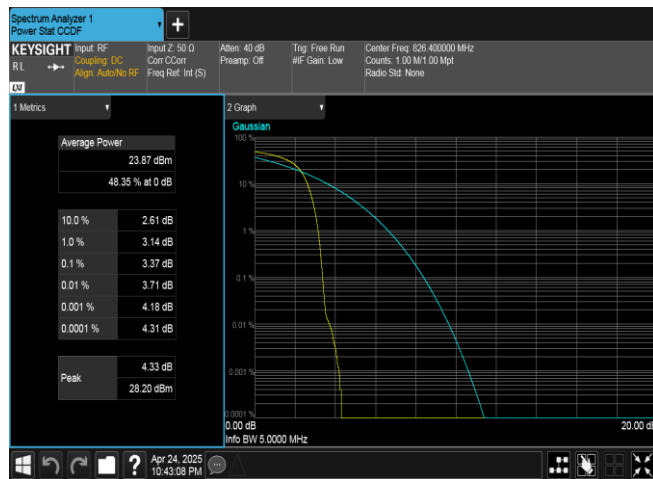 Spectrum Analyzer 1
Power Stat CCDF
+
KEYSIGHT
RL
LXI
Input: RF
Coupling: DC
Align: Auto/No RF
Input Z: 50 Ω
Corr CCorr
Freq Ref: Int (S)
Atten: 40 dB
Preamp: Off
Trig: Free Run
#IF Gain: Low
Center Freq: 826.400000 MHz
Counts: 1.00 M/1.00 Mpt
Radio Std: None
1 Metrics
Average Power
23.87 dBm
48.35 % at 0 dB
10.0 % 2.61 dB
1.0 % 3.14 dB
0.1 % 3.37 dB
0.01 % 3.71 dB
0.001 % 4.18 dB
0.0001 % 4.31 dB
Peak
4.33 dB
28.20 dBm
2 Graph
Gaussian
100 %
10 %
1 %
0.1 %
0.01 %
0.001 %
0.0001 %
0.00 dB
20.00 d
Info BW 5.0000 MHz
?
Apr 24, 2025
10:43:08 PM